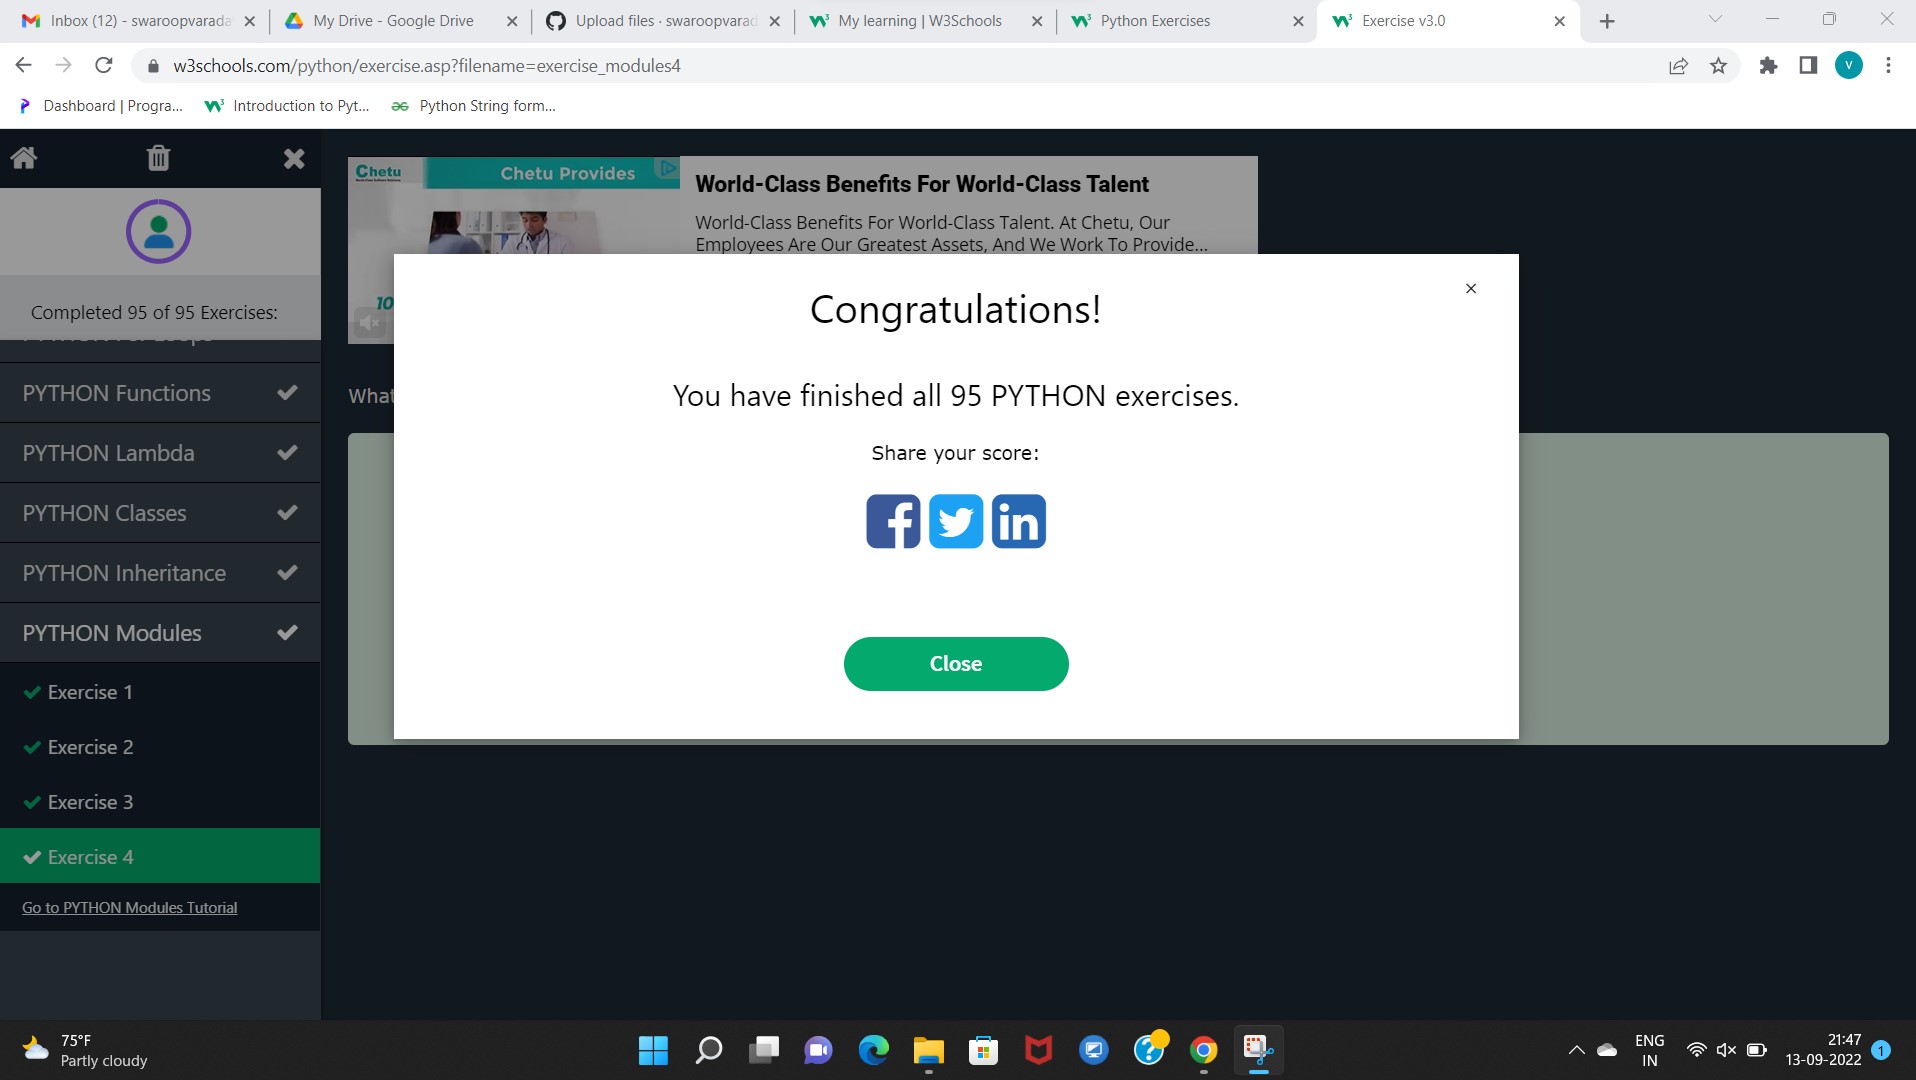 Inbox (12) - swaroopvarada
My Drive - Google Drive
Upload files · swaroopvarad
My learning | W3Schools
Python Exercises
Exercise v3.0
w3schools.com/python/exercise.asp?filename=exercise_modules4
V
Dashboard | Progra...
Introduction to Pyt...
Python String form...
Chetu
Chetu Provides
World-Class Benefits For World-Class Talent
World-Class Benefits For World-Class Talent. At Chetu, Our
Employees Are Our Greatest Assets, And We Work To Provide...
10
Completed 95 of 95 Exercises:
PYTHON Functions
PYTHON Lambda
PYTHON Classes
PYTHON Inheritance
PYTHON Modules
Exercise 1
Exercise 2
Exercise 3
Exercise 4
Go to PYTHON Modules Tutorial
What
Congratulations!
You have finished all 95 PYTHON exercises.
Share your score:
Close
75°F
Partly cloudy
ENG
IN
21:47
13-09-2022
1